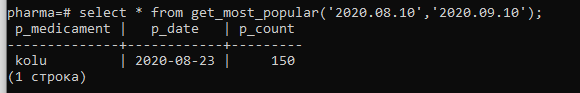 pharma=# select * from get_most_popular('2020.08.10','2020.09.10');
p_medicament | p_date | p_count
--------------+------------+---------
kolu | 2020-08-23 | 150
(1 строка)